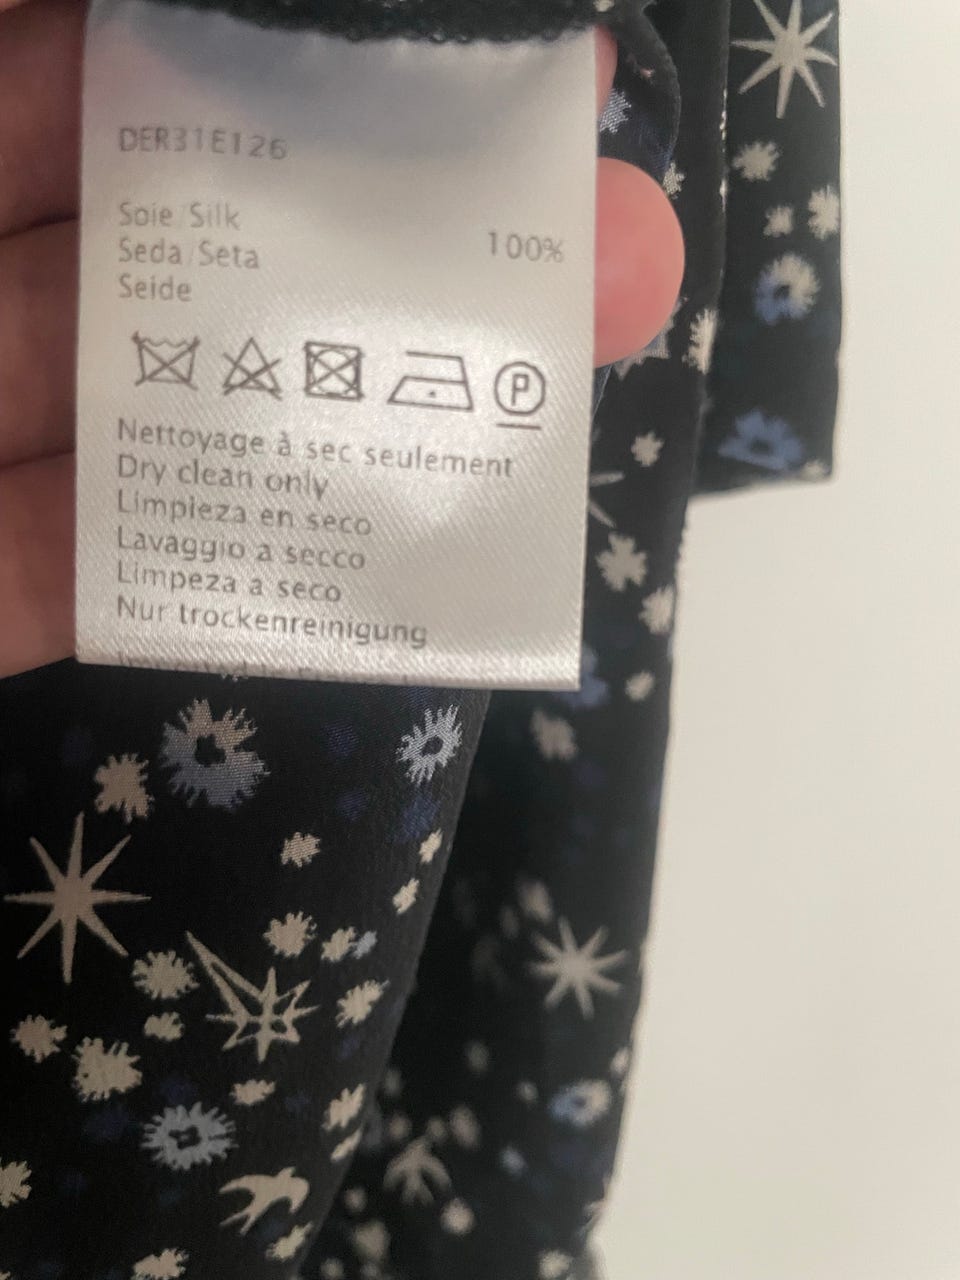 DER31E126
Soie/Silk
Seda/Seta 100%
Seide
P
Nettoyage à sec seulement
Dry clean only
Limpieza en seco
Lavaggio a secco
Limpeza a seco
Nur trockenreinigung